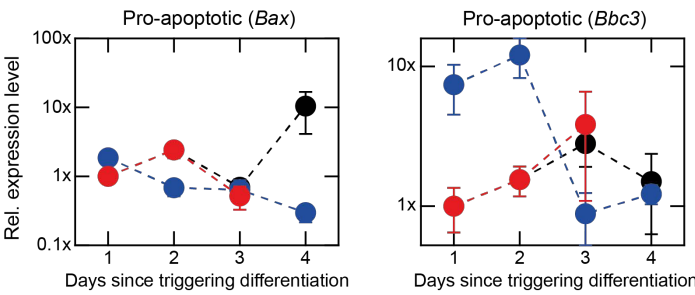 Pro-apoptotic (Bax)
Rel. expression level
100x
10x
1x
0.1x
1 2 3 4
Days since triggering differentiation
Pro-apoptotic (Bbc3)
10x
1x
1 2 3 4
Days since triggering differentiation